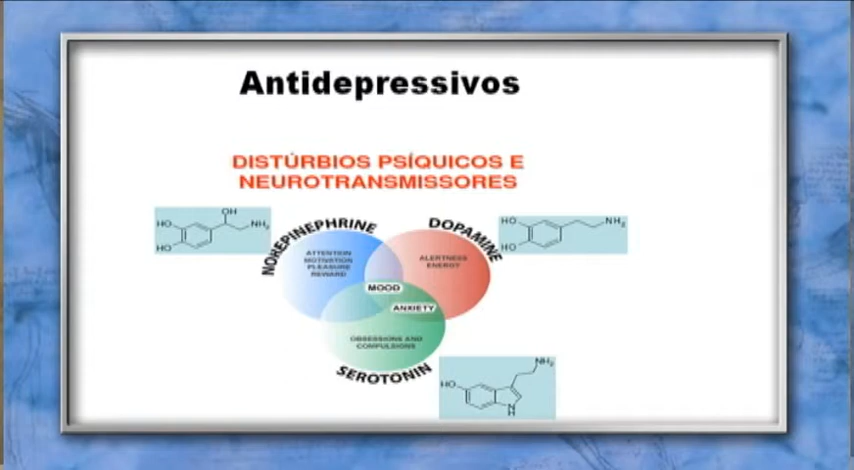 Antidepressivos
DISTÚRBIOS PSÍQUICOS E
NEUROTRANSMISSORES
OH
HO
NH2
HO
NOREPINEPHRINE
DOPAMINE
HO
NH2
HO
ATTENTION
MOTIVATION
PLEASURE
REWARD
ALERTNESS
ENERGY
MOOD
ANXIETY
OBSESSIONS AND
COMPULSIONS
SEROTONIN
NH2
HO
N
H